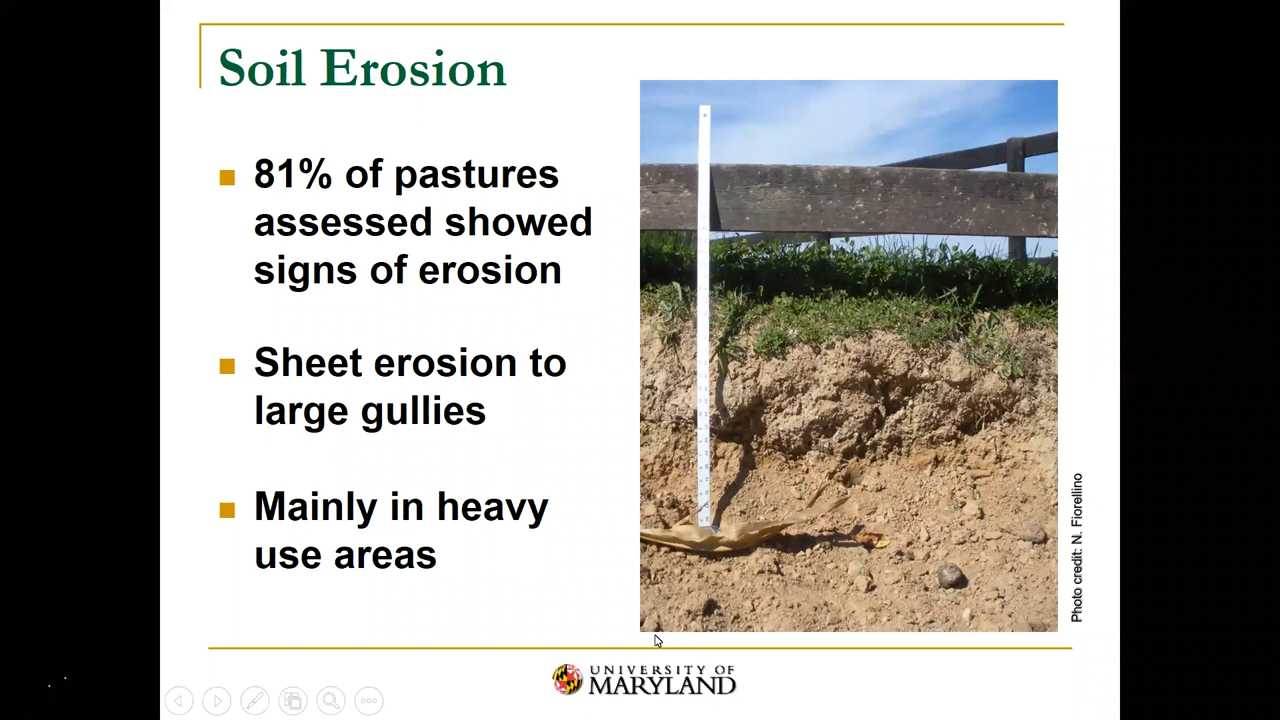 Soil Erosion
81% of pastures
assessed showed
signs of erosion
Sheet erosion to
large gullies
Mainly in heavy
use areas
Photo credit: N. Fiorellino
UNIVERSITY OF
MARYLAND